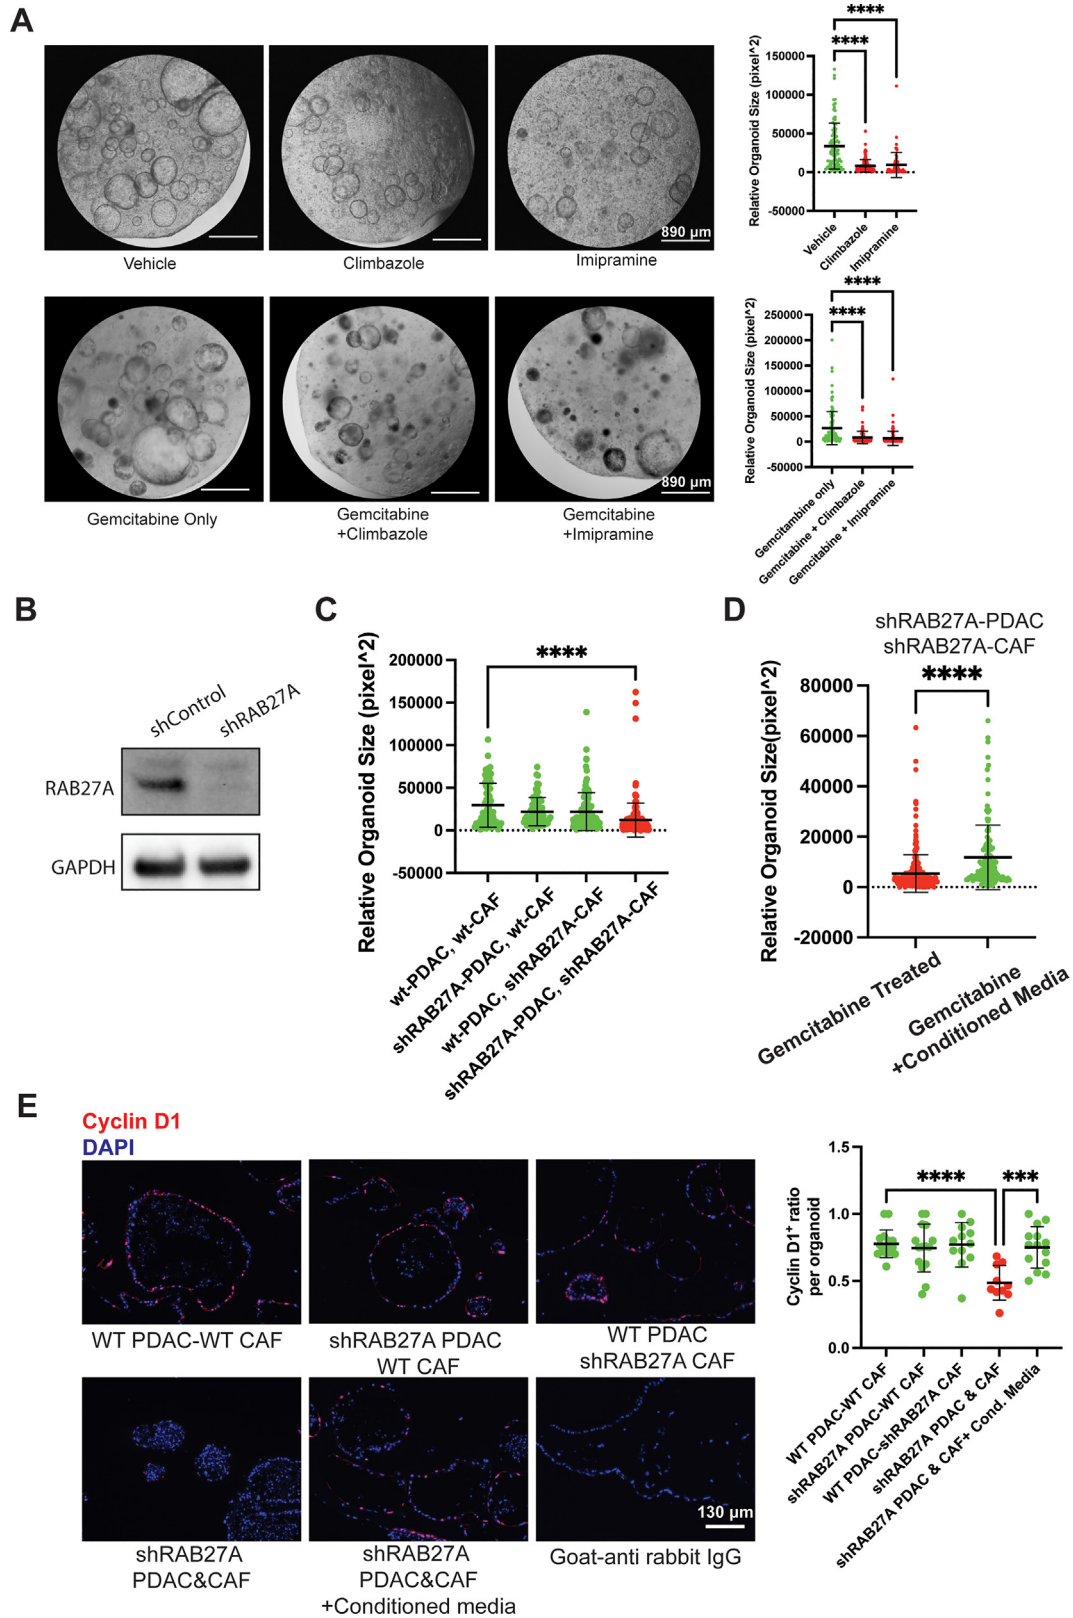 A
Vehicle
Climbazole
890 µm
Imipramine
****
****
Relative Organoid Size (pixel^2)
150000
100000
50000
0
-50000
Vehicle
Climbazole
Imipramine
Gemcitabine Only
Gemcitabine
+Climbazole
890 µm
Gemcitabine
+Imipramine
****
****
Relative Organoid Size (pixel^2)
250000
200000
150000
100000
50000
0
-50000
Gemcitambine only
Gemcitabine + Climbazole
Gemcitabine + Imipramine
B
shControl
shRAB27A
RAB27A
GAPDH
C
****
Relative Organoid Size (pixel^2)
200000
150000
100000
50000
0
-50000
wt-PDAC, wt-CAF
shRAB27A-PDAC, wt-CAF
wt-PDAC, shRAB27A-CAF
shRAB27A-PDAC, shRAB27A-CAF
D
shRAB27A-PDAC
shRAB27A-CAF
****
Relative Organoid Size(pixel^2)
80000
60000
40000
20000
0
-20000
Gemcitabine Treated
Gemcitabine
+Conditioned Media
E
Cyclin D1
DAPI
WT PDAC-WT CAF
shRAB27A PDAC
WT CAF
WT PDAC
shRAB27A CAF
shRAB27A
PDAC&CAF
shRAB27A
PDAC&CAF
+Conditioned media
130 µm
Goat-anti rabbit IgG
****
***
Cyclin D1+ ratio
per organoid
1.5
1.0
0.5
0.0
WT PDAC-WT CAF
shRAB27A PDAC-WT CAF
WT PDAC-shRAB27A CAF
shRAB27A PDAC & CAF
shRAB27A PDAC & CAF+ Cond. Media